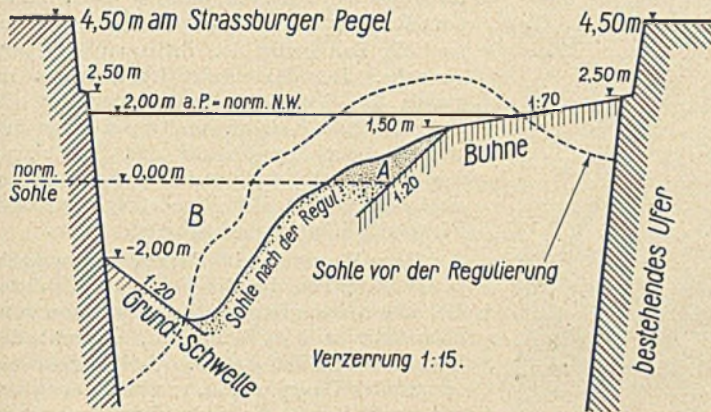 4,50 m am Strassburger Pegel
4,50 m
2,50 m
2,50 m
2,00 m a.P. = norm. N.W.
1:70
1,50 m
Buhne
norm.
Sohle
0,00 m
A
1:20
B
Sohle nach der Regul.
-2,00 m
1:20
Grund-Schwelle
Sohle vor der Regulierung
bestehendes Ufer
Verzerrung 1:15.